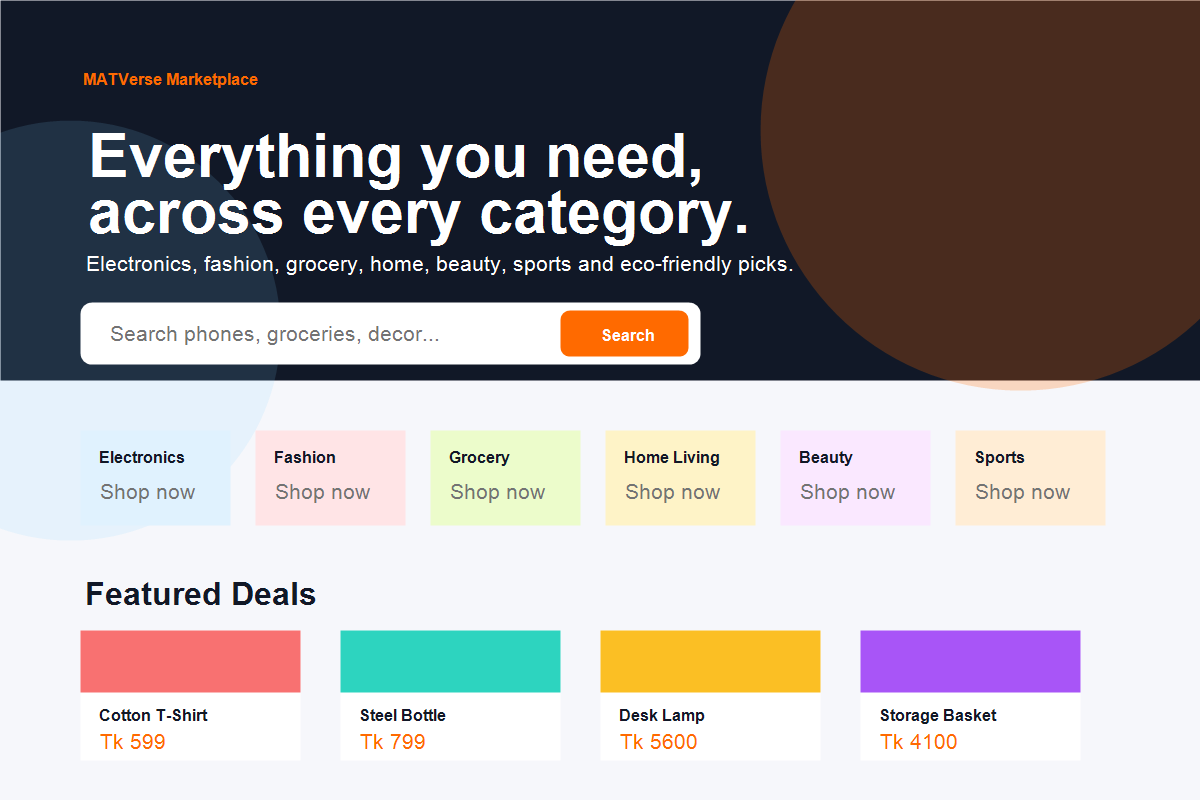 MATVerse Marketplace
Everything you need,
across every category.
Electronics, fashion, grocery, home, beauty, sports and eco-friendly picks.
Search phones, groceries, decor...
Search
Electronics
Shop now
Fashion
Shop now
Grocery
Shop now
Home Living
Shop now
Beauty
Shop now
Sports
Shop now
Featured Deals
Cotton T-Shirt
Tk 599
Steel Bottle
Tk 799
Desk Lamp
Tk 5600
Storage Basket
Tk 4100